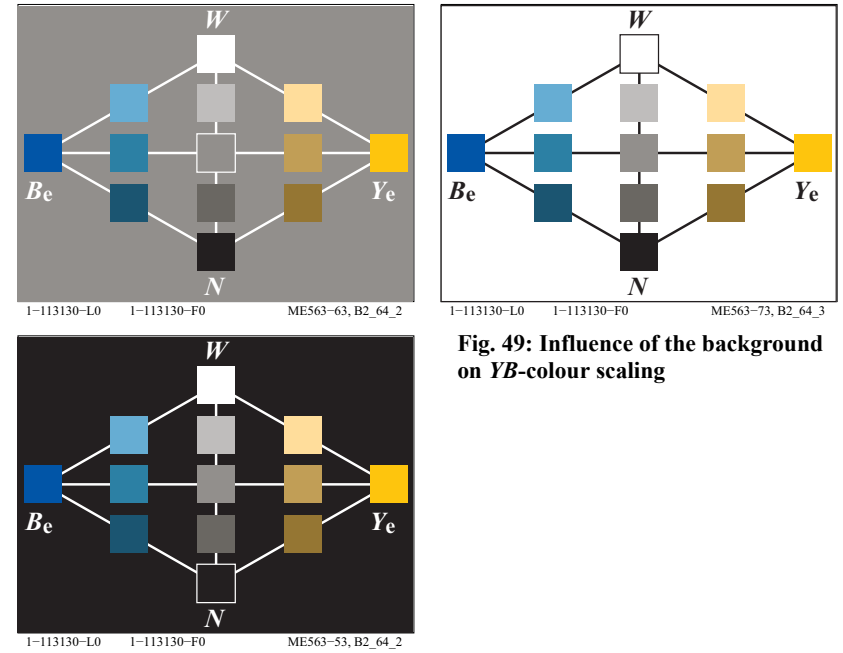 W
Be
Ye
N
1−113130−L0 1−113130−F0 ME563−63, B2_64_2
W
Be
Ye
N
1−113130−L0 1−113130−F0 ME563−73, B2_64_3
Fig. 49: Influence of the background
on YB-colour scaling
W
Be
Ye
N
1−113130−L0 1−113130−F0 ME563−53, B2_64_2